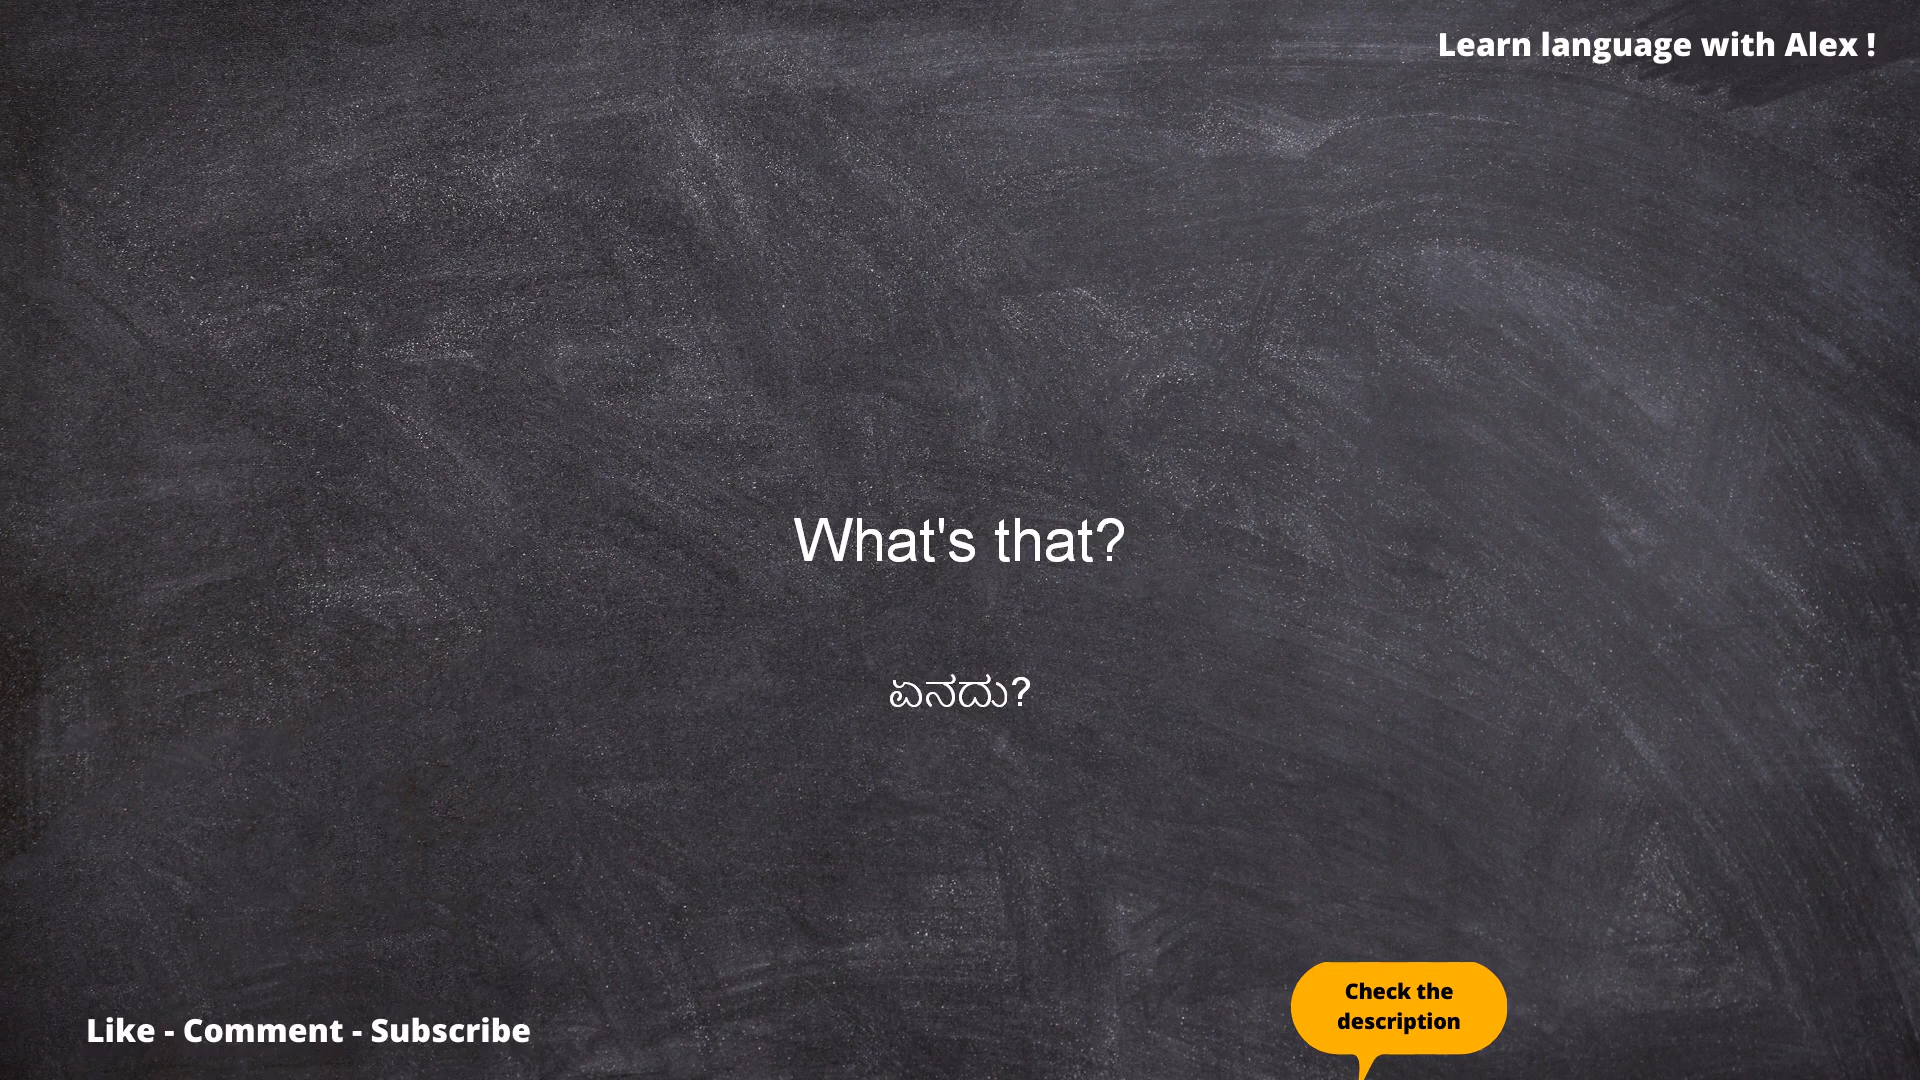 Learn language with Alex !
What's that?
ಏನದು?
Check the
description
Like - Comment - Subscribe